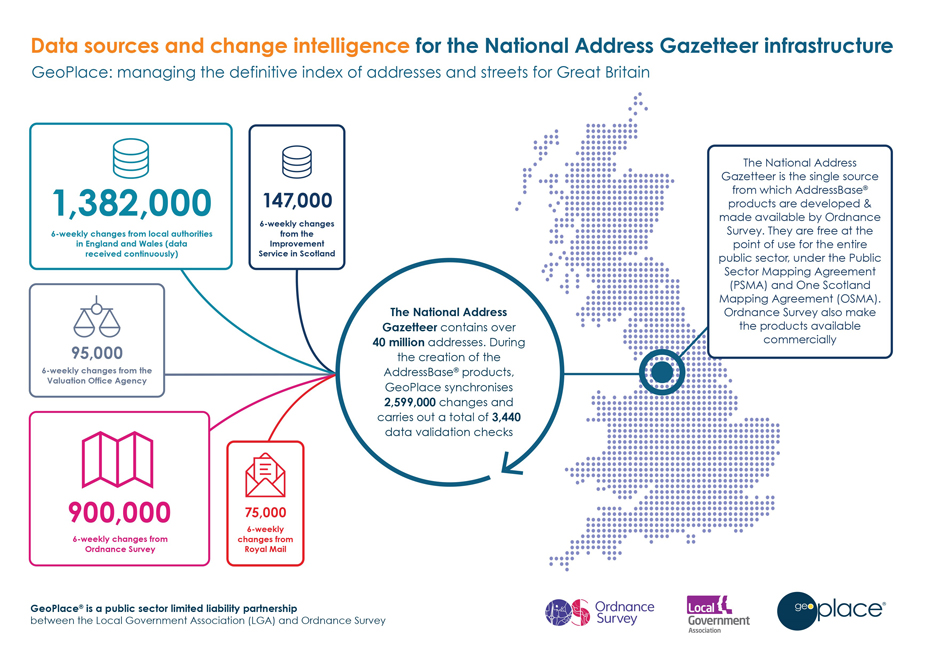 Data sources and change intelligence for the National Address Gazetteer infrastructure
GeoPlace: managing the definitive index of addresses and streets for Great Britain
1,382,000
6-weekly changes from local authorities
in England and Wales (data
received continuously)
147,000
6-weekly changes
from the
Improvement
Service in Scotland
95,000
6-weekly changes from the
Valuation Office Agency
900,000
6-weekly changes from
Ordnance Survey
75,000
6-weekly
changes from
Royal Mail
The National Address
Gazetteer contains over
40 million addresses. During
the creation of the
AddressBase® products,
GeoPlace synchronises
2,599,000 changes and
carries out a total of 3,440
data validation checks
The National Address
Gazetteer is the single source
from which AddressBase®
products are developed &
made available by Ordnance
Survey. They are free at the
point of use for the entire
public sector, under the Public
Sector Mapping Agreement
(PSMA) and One Scotland
Mapping Agreement (OSMA).
Ordnance Survey also make
the products available
commercially
GeoPlace® is a public sector limited liability partnership
between the Local Government Association (LGA) and Ordnance Survey
Ordnance
Survey
Local
Government
Association
geoplace®